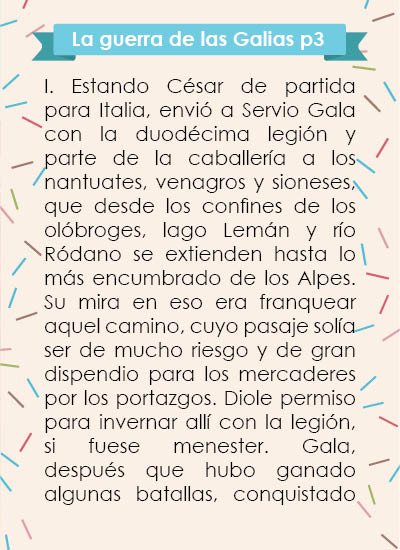 La guerra de las Galias p3
I. Estando César de partida
para Italia, envió a Servio Gala
con la duodécima legión y
parte de la caballería a los
nantuates, venagros y sioneses,
que desde los confines de los
olóbroges, lago Lemán y río
Ródano se extienden hasta lo
más encumbrado de los Alpes.
Su mira en eso era franquear
aquel camino, cuyo pasaje solía
ser de mucho riesgo y de gran
dispendio para los mercaderes
por los portazgos. Diole permiso
para invernar allí con la legión,
si fuese menester. Gala,
después que hubo ganado
algunas batallas, conquistado